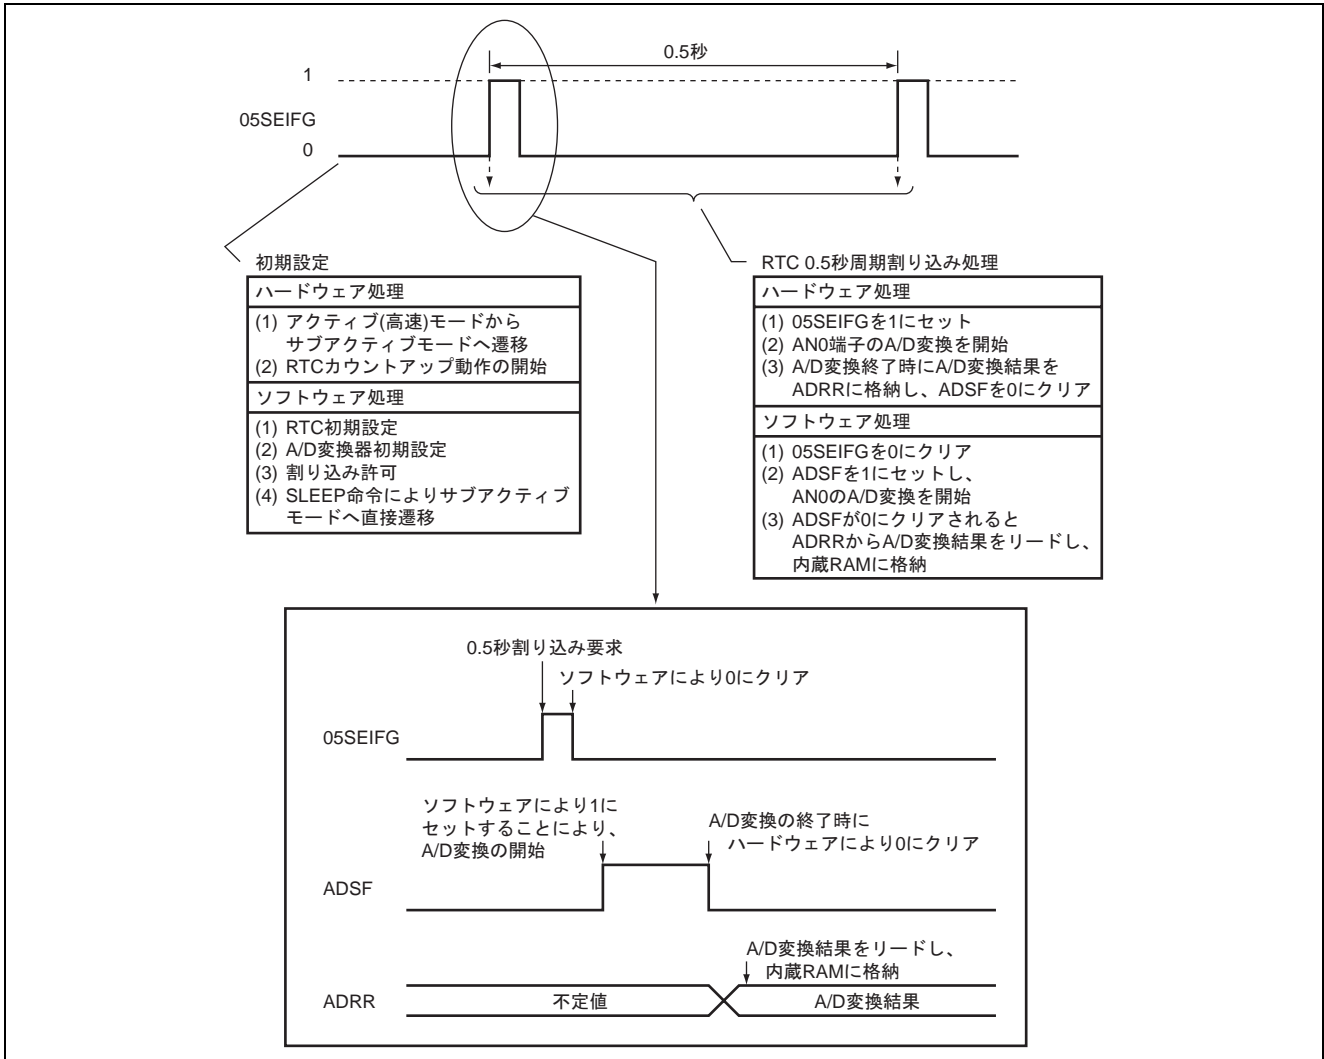 0.5秒
1
05SEIFG
0
初期設定
ハードウェア処理
(1) アクティブ(高速)モードから
サブアクティブモードへ遷移
(2) RTCカウントアップ動作の開始
ソフトウェア処理
(1) RTC初期設定
(2) A/D変換器初期設定
(3) 割り込み許可
(4) SLEEP命令によりサブアクティブ
モードへ直接遷移
RTC 0.5秒周期割り込み処理
ハードウェア処理
(1) 05SEIFGを1にセット
(2) AN0端子のA/D変換を開始
(3) A/D変換終了時にA/D変換結果を
ADRRに格納し、ADSFを0にクリア
ソフトウェア処理
(1) 05SEIFGを0にクリア
(2) ADSFを1にセットし、
AN0のA/D変換を開始
(3) ADSFが0にクリアされると
ADRRからA/D変換結果をリードし、
内蔵RAMに格納
0.5秒割り込み要求
ソフトウェアにより0にクリア
05SEIFG
ソフトウェアにより1に
セットすることにより、
A/D変換の開始
A/D変換の終了時に
ハードウェアにより0にクリア
ADSF
A/D変換結果をリードし、
内蔵RAMに格納
ADRR
不定値
A/D変換結果